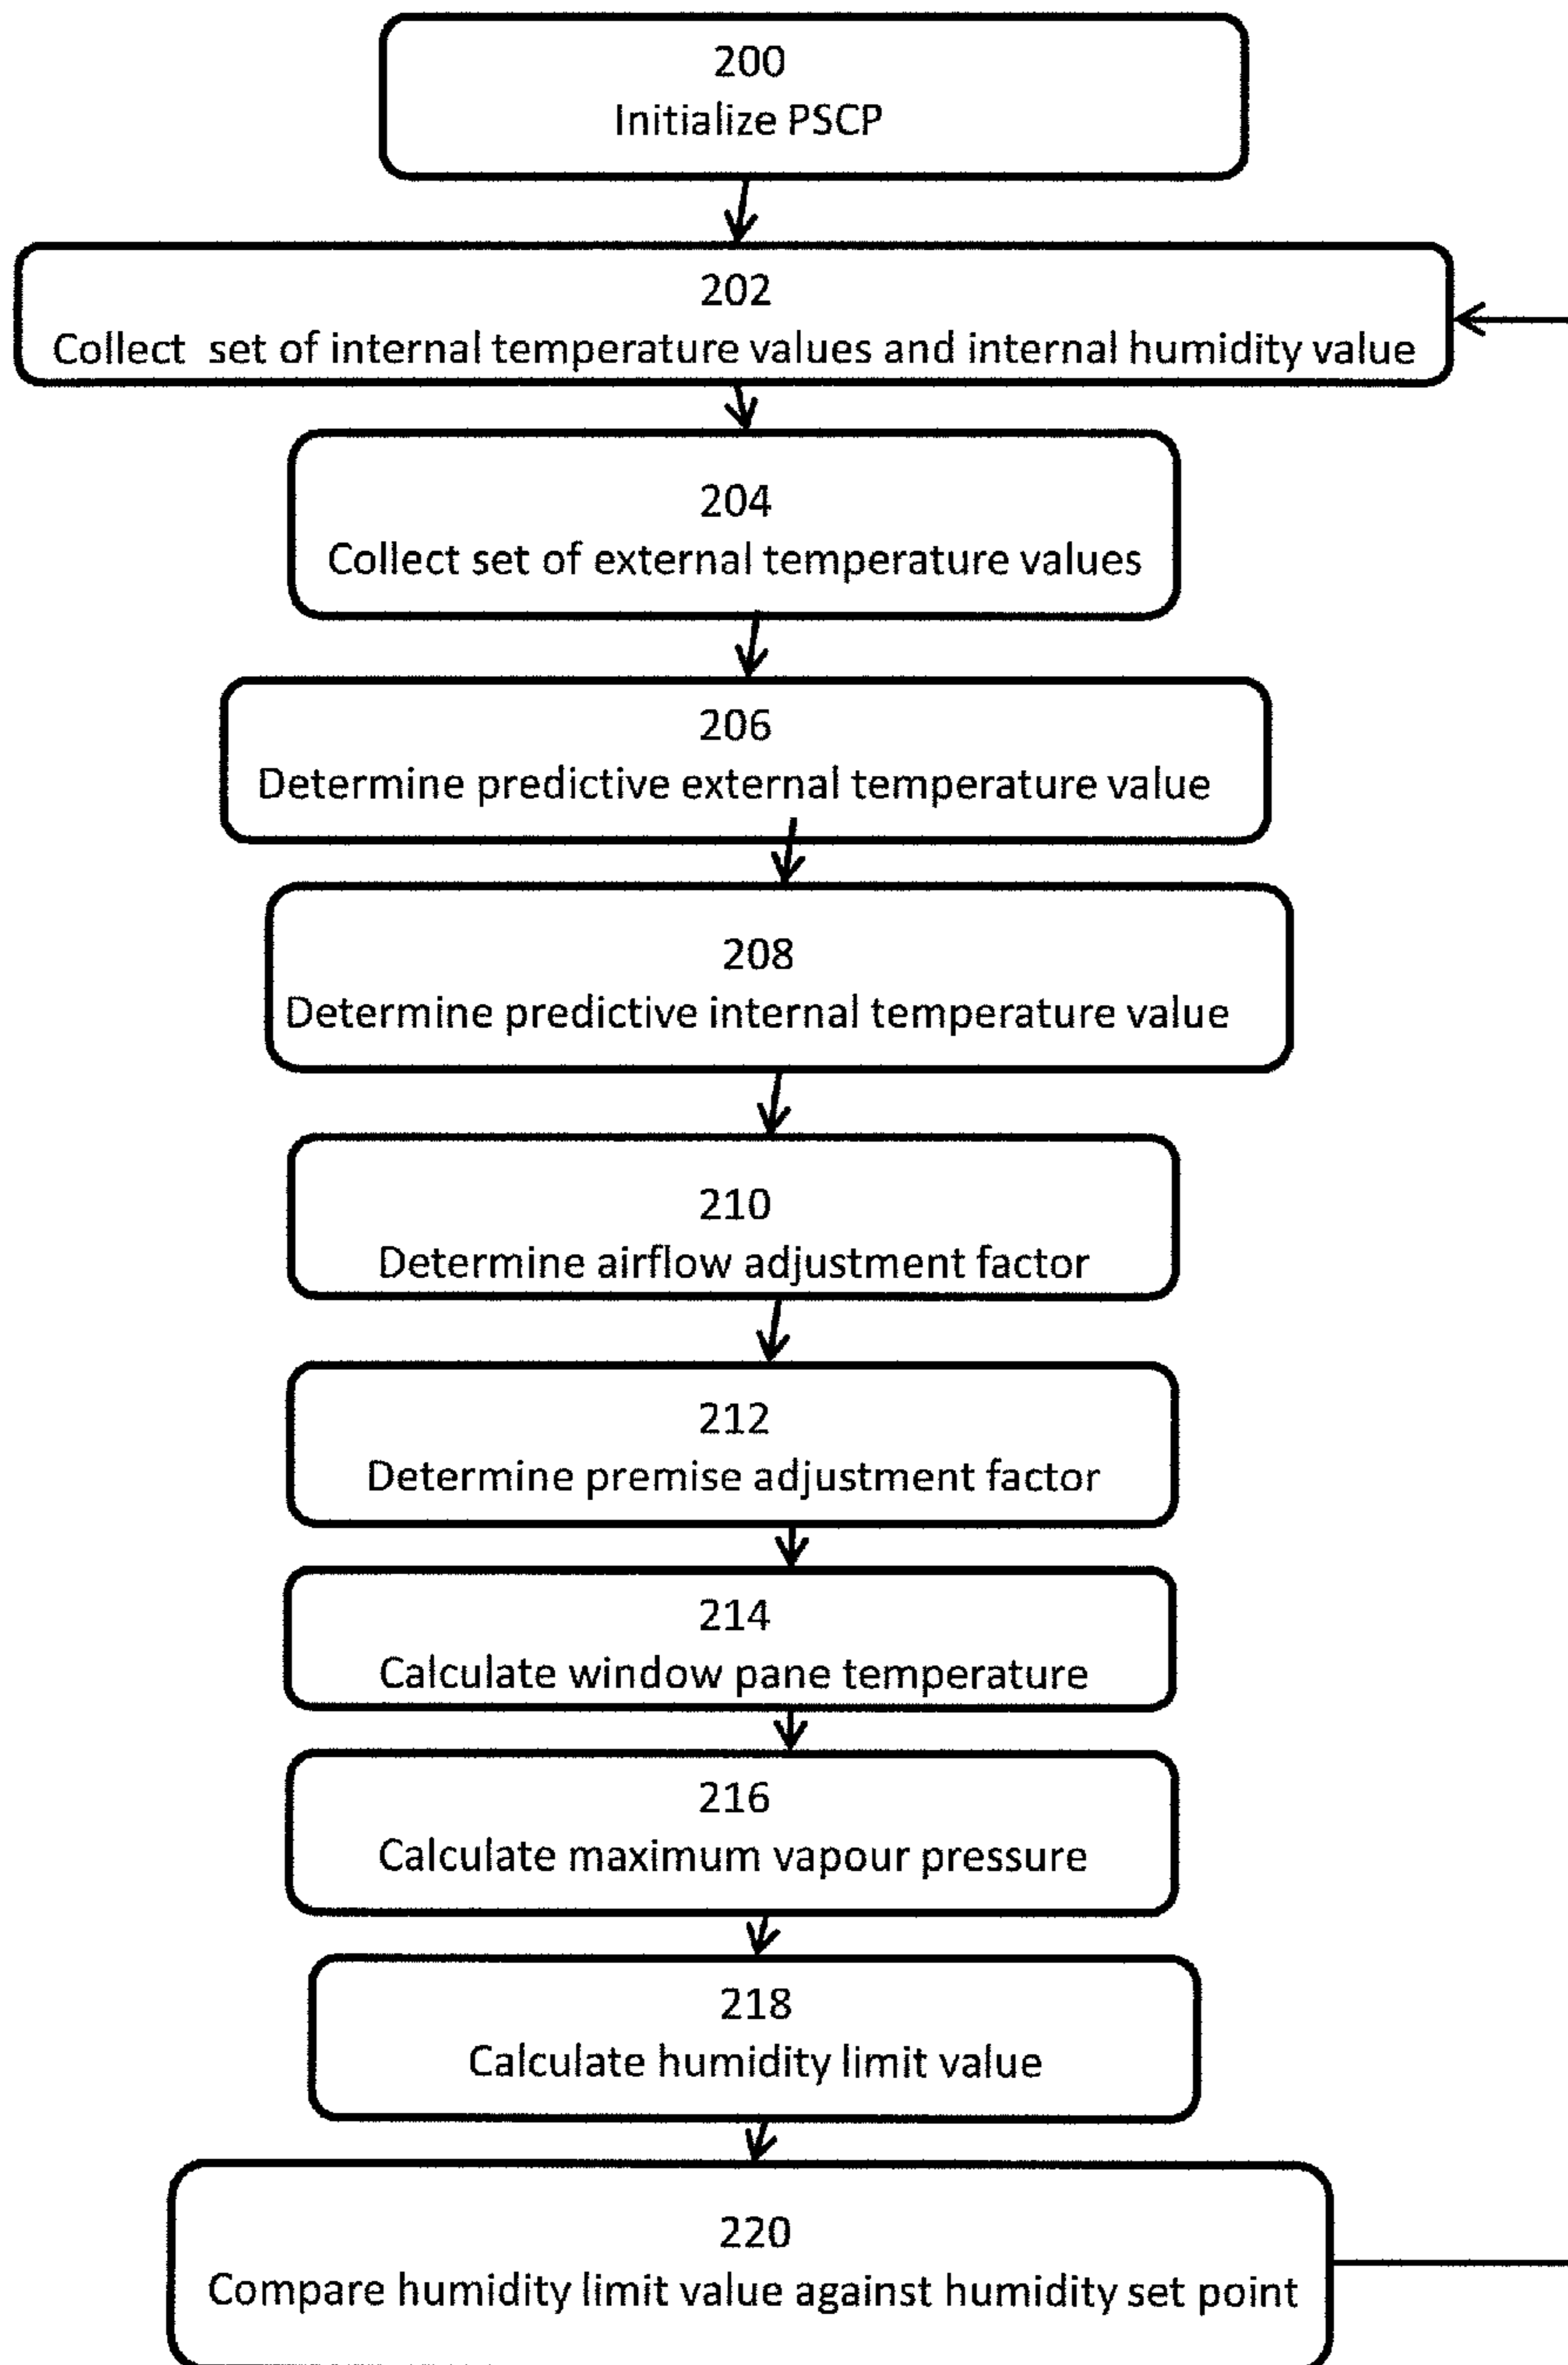 200
Initialize PSCP
202
Collect set of internal temperature values and internal humidity value
204
Collect set of external temperature values
206
Determine predictive external temperature value
208
Determine predictive internal temperature value
210
Determine airflow adjustment factor
212
Determine premise adjustment factor
214
Calculate window pane temperature
216
Calculate maximum vapour pressure
218
Calculate humidity limit value
220
Compare humidity limit value against humidity set point